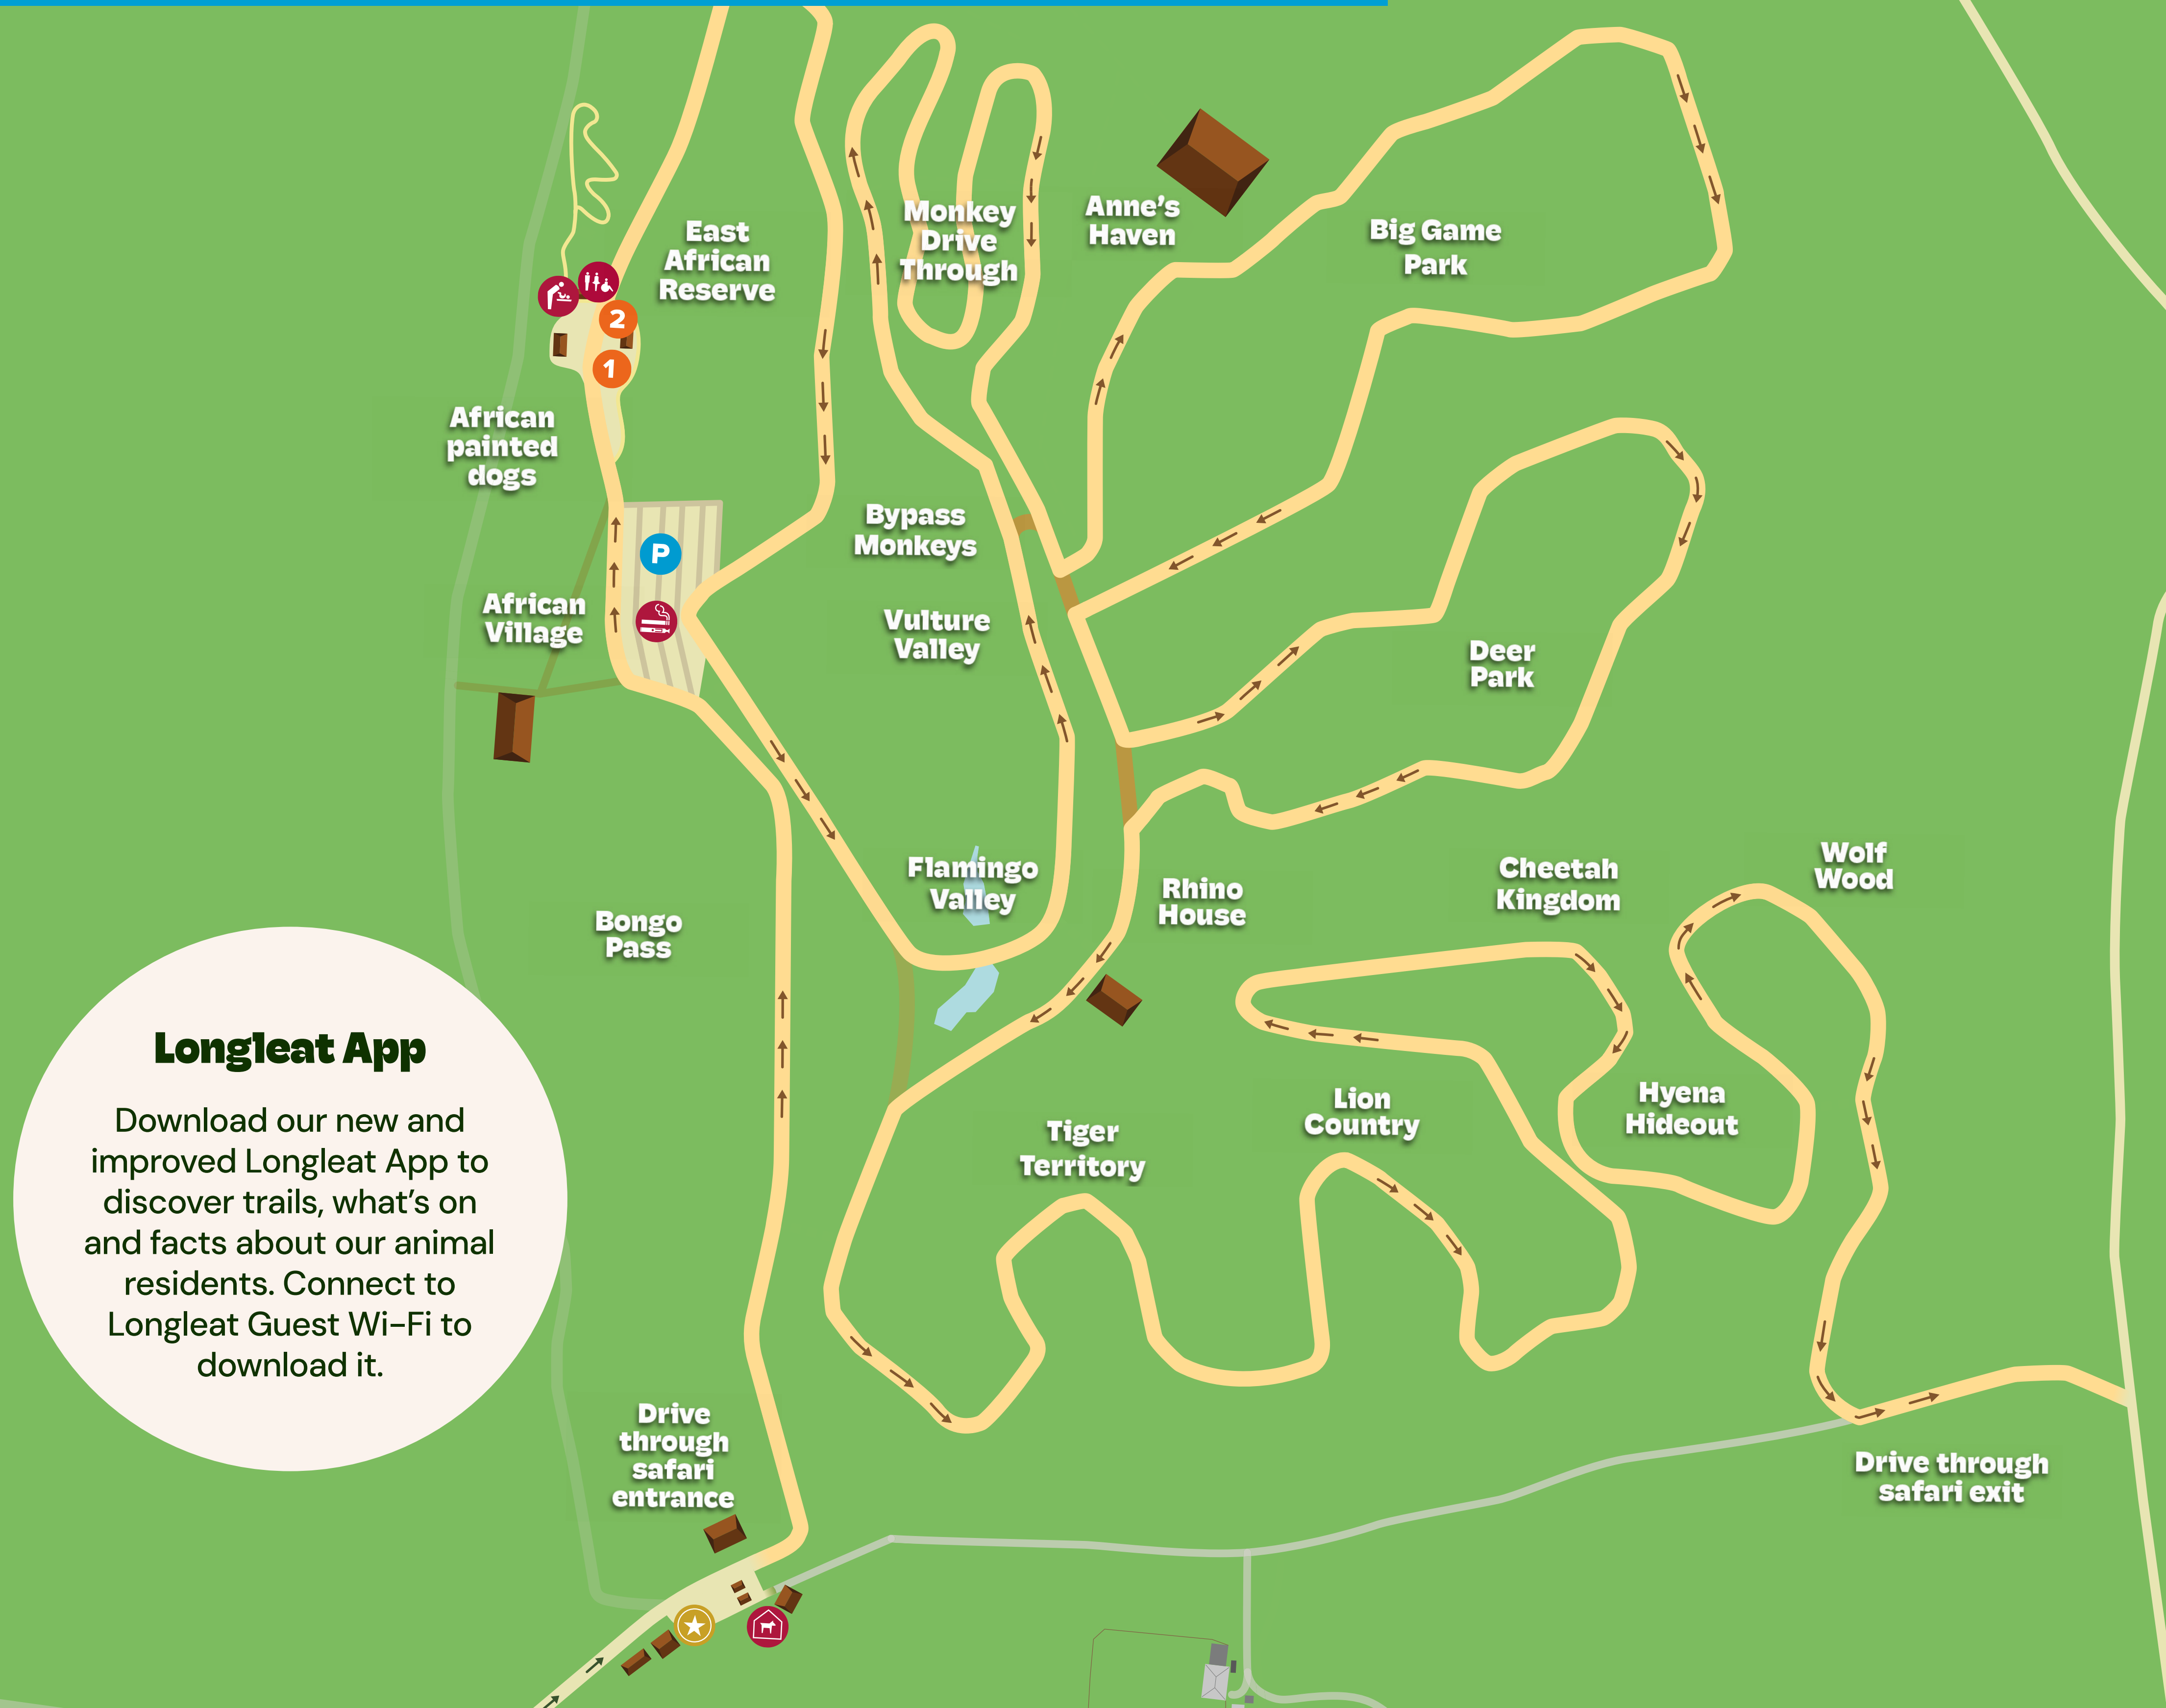 East
African
Reserve
Monkey
Drive
Through
Anne's
Haven
Big Game
Park
2
1
African
painted
dogs
P
Bypass
Monkeys
African
Village
Vulture
Valley
Deer
Park
Flamingo
Valley
Rhino
House
Cheetah
Kingdom
Wolf
Wood
Bongo
Pass
Longleat App
Download our new and
improved Longleat App to
discover trails, what's on
and facts about our animal
residents. Connect to
Longleat Guest Wi-Fi to
download it.
Tiger
Territory
Lion
Country
Hyena
Hideout
Drive
through
safari
entrance
Drive through
safari exit